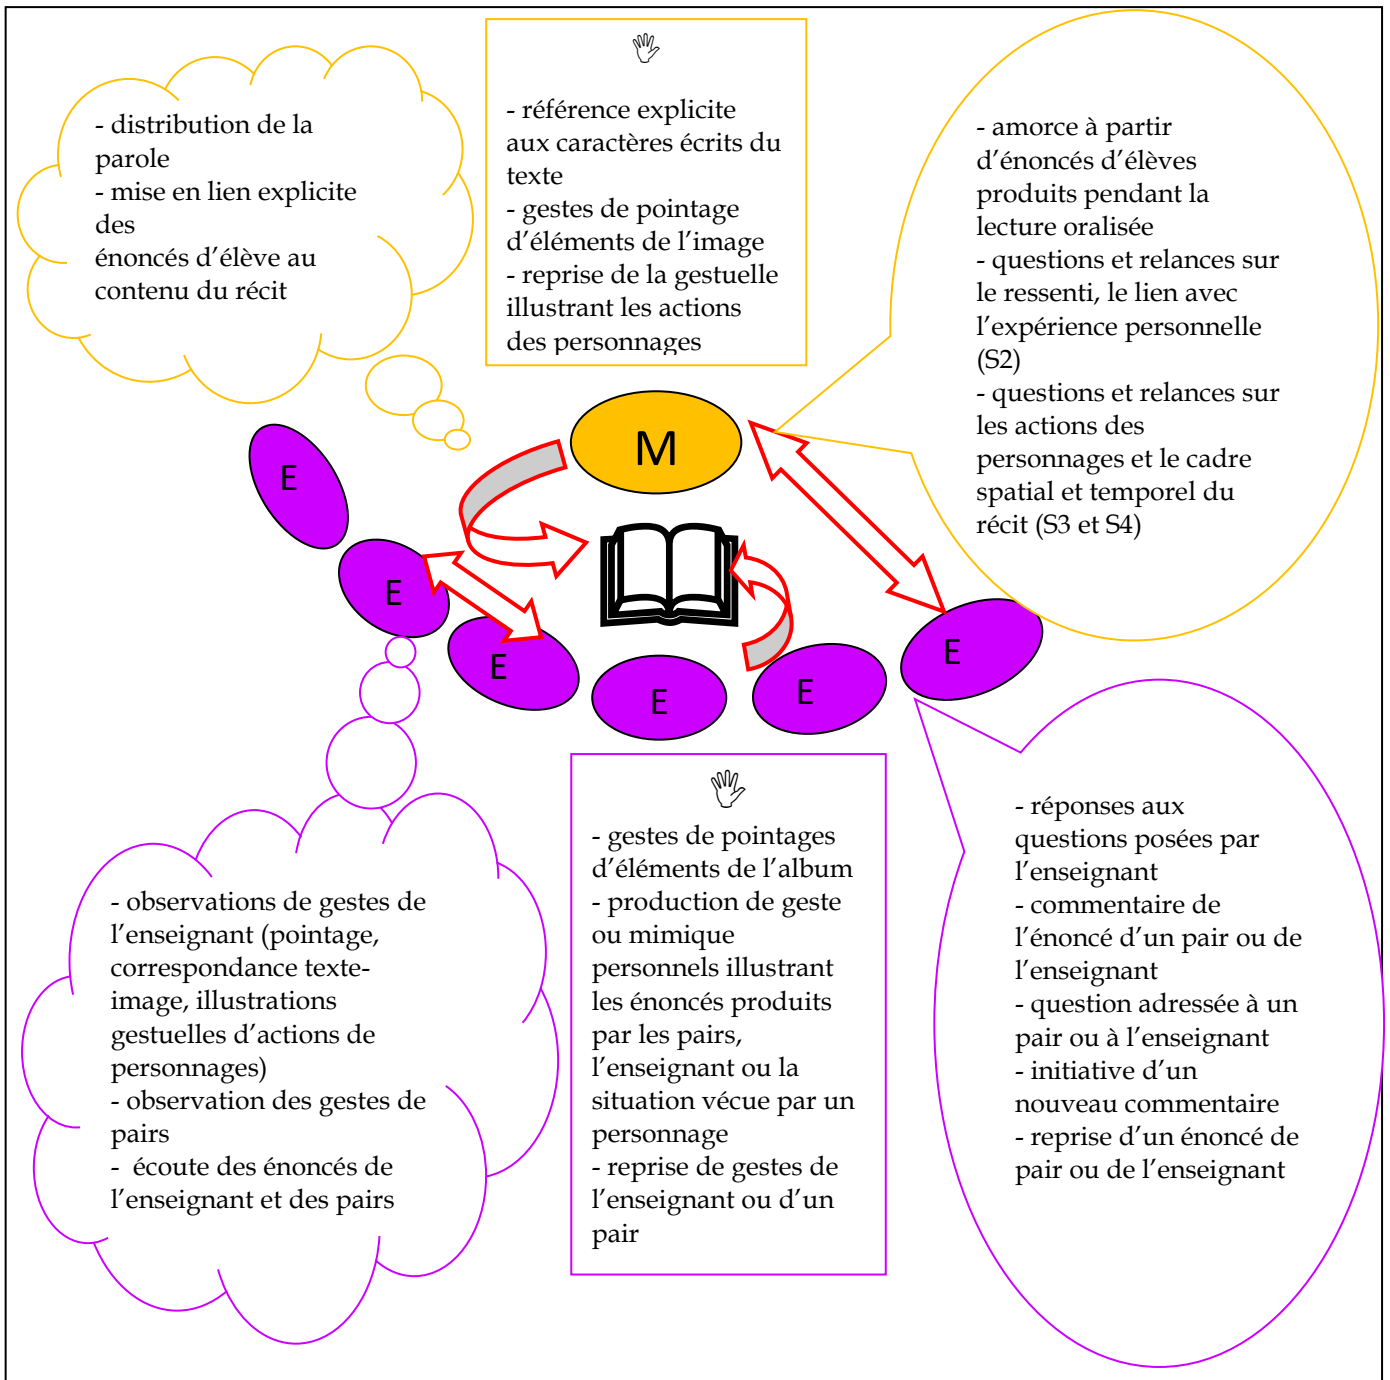 - distribution de la
parole
- mise en lien explicite
des
énoncés d’élève au
contenu du récit
- référence explicite
aux caractères écrits du
texte
- gestes de pointage
d’éléments de l’image
- reprise de la gestuelle
illustrant les actions
des personnages
- amorce à partir
d’énoncés d’élèves
produits pendant la
lecture oralisée
- questions et relances sur
le ressenti, le lien avec
l’expérience personnelle
(S2)
- questions et relances sur
les actions des
personnages et le cadre
spatial et temporel du
récit (S3 et S4)
M
E
E
E
E
E
E
- observations de gestes de
l’enseignant (pointage,
correspondance texte-
image, illustrations
gestuelles d’actions de
personnages)
- observation des gestes de
pairs
- écoute des énoncés de
l’enseignant et des pairs
- gestes de pointages
d’éléments de l’album
- production de geste
ou mimique
personnels illustrant
les énoncés produits
par les pairs,
l’enseignant ou la
situation vécue par un
personnage
- reprise de gestes de
l’enseignant ou d’un
pair
- réponses aux
questions posées par
l’enseignant
- commentaire de
l’énoncé d’un pair ou de
l’enseignant
- question adressée à un
pair ou à l’enseignant
- initiative d’un
nouveau commentaire
- reprise d’un énoncé de
pair ou de l’enseignant